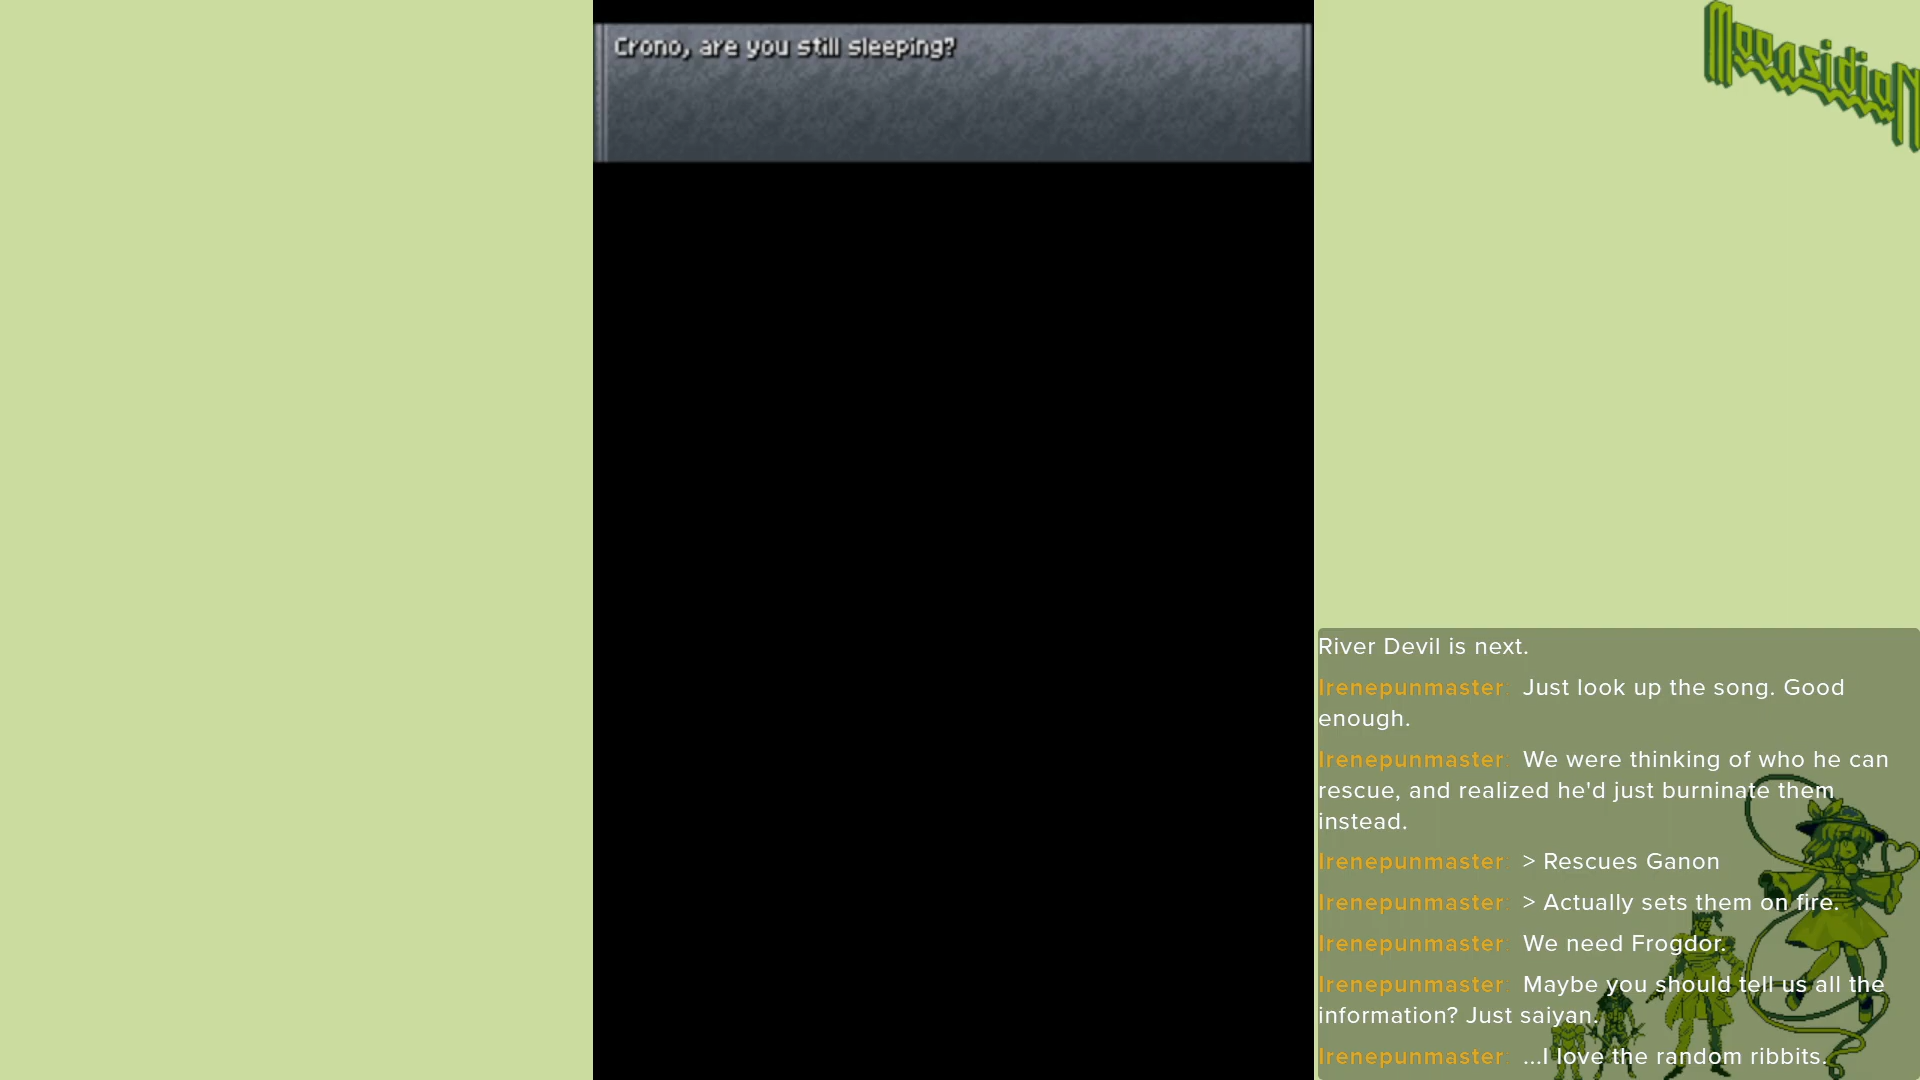 Crono, are you still sleeping?
MoonsidiaN
River Devil is next.
Irenepunmaster Just look up the song. Good
enough.
Irenepunmaster We were thinking of who he can
rescue, and realized he'd just burninate them
instead.
Irenepunmaster > Rescues Ganon
Irenepunmaster > Actually sets them on fire.
Irenepunmaster We need Frogdor.
Irenepunmaster Maybe you should tell us all the
information? Just saiyan.
Irenepunmaster ...I love the random ribbits.